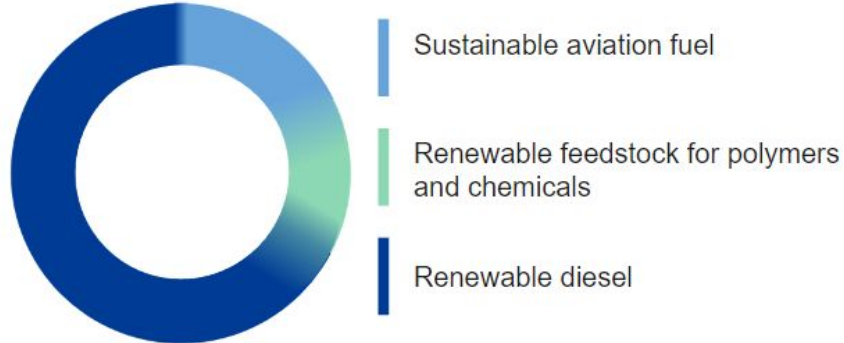 Sustainable aviation fuel
Renewable feedstock for polymers
and chemicals
Renewable diesel